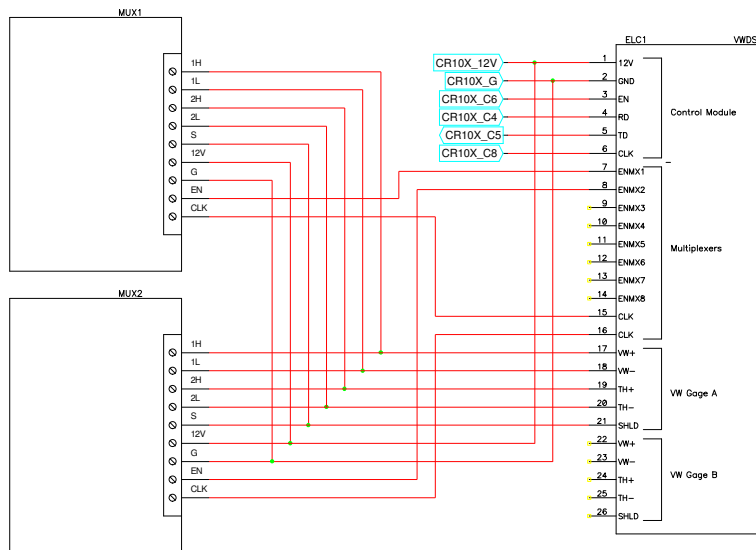 MUX1
1H
1L
2H
2L
S
12V
G
EN
CLK
MUX2
1H
1L
2H
2L
S
12V
G
EN
CLK
CR10X_12V
CR10X_G
CR10X_C6
CR10X_C4
CR10X_C5
CR10X_C8
ELC1 VWDS
1 12V
2 GND
3 EN
4 RD
5 TD
6 CLK
Control Module
7 ENMX1
8 ENMX2
9 ENMX3
10 ENMX4
11 ENMX5
12 ENMX6
13 ENMX7
14 ENMX8
15 CLK
16 CLK
Multiplexers
17 VW+
18 VW-
19 TH+
20 TH-
21 SHLD
VW Gage A
22 VW+
23 VW-
24 TH+
25 TH-
26 SHLD
VW Gage B